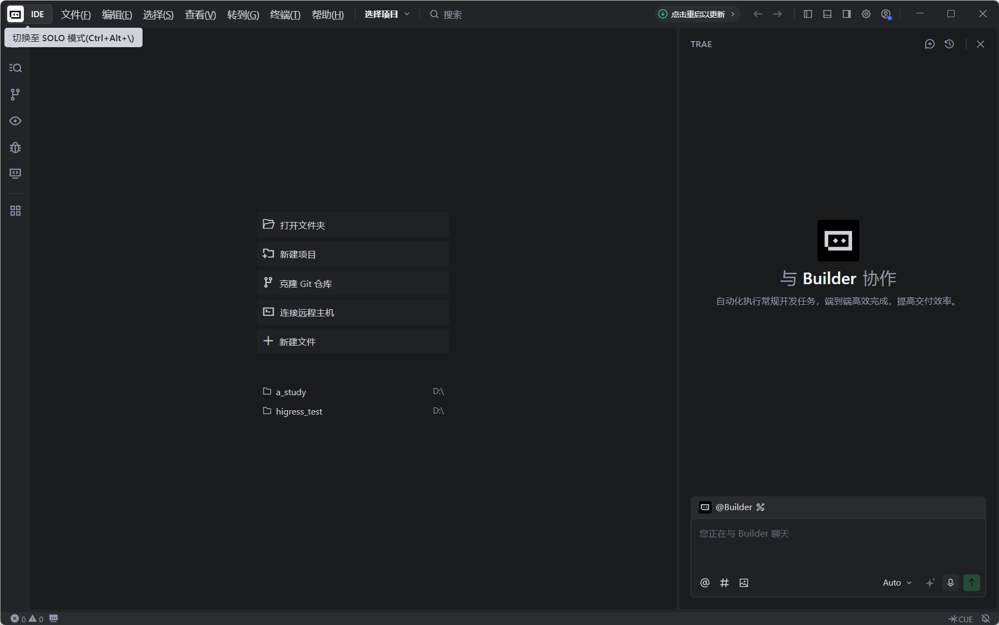 IDE 文件(F) 编辑(E) 选择(S) 查看(V) 转到(G) 终端(T) 帮助(H) 选择项目 搜索 点击重启以更新
切换至 SOLO 模式(Ctrl+Alt+\)
TRAE
打开文件夹
新建项目
克隆 Git 仓库
连接远程主机
新建文件
a_study D:\
higress_test D:\
与 Builder 协作
自动化执行常规开发任务，端到端高效完成，提高交付效率。
@Builder
您正在与 Builder 聊天
Auto
0 0 CUE